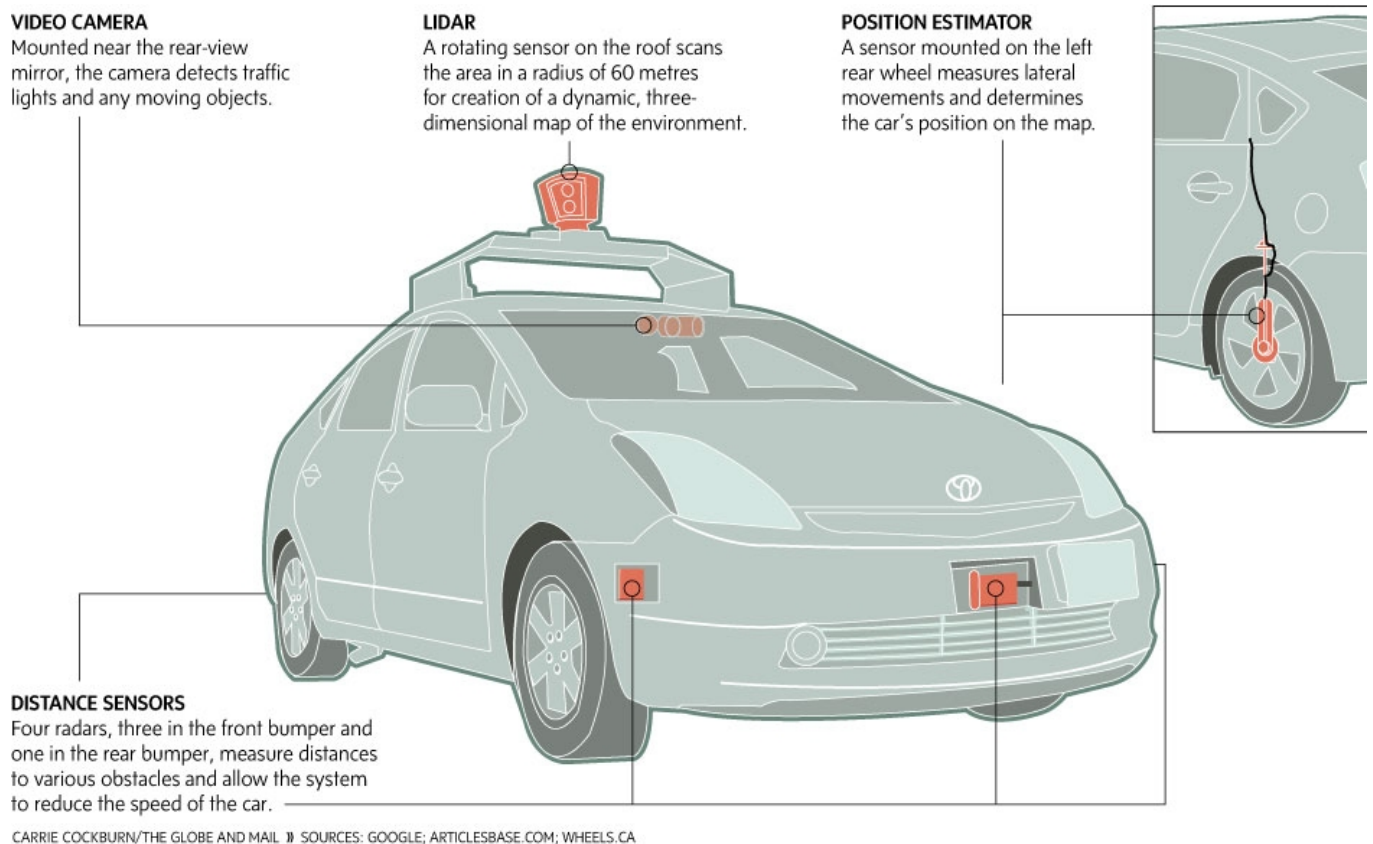 VIDEO CAMERA
Mounted near the rear-view
mirror, the camera detects traffic
lights and any moving objects.
LIDAR
A rotating sensor on the roof scans
the area in a radius of 60 metres
for creation of a dynamic, three-
dimensional map of the environment.
POSITION ESTIMATOR
A sensor mounted on the left
rear wheel measures lateral
movements and determines
the car's position on the map.
DISTANCE SENSORS
Four radars, three in the front bumper and
one in the rear bumper, measure distances
to various obstacles and allow the system
to reduce the speed of the car.
CARRIE COCKBURN/THE GLOBE AND MAIL » SOURCES: GOOGLE; ARTICLESBASE.COM; WHEELS.CA